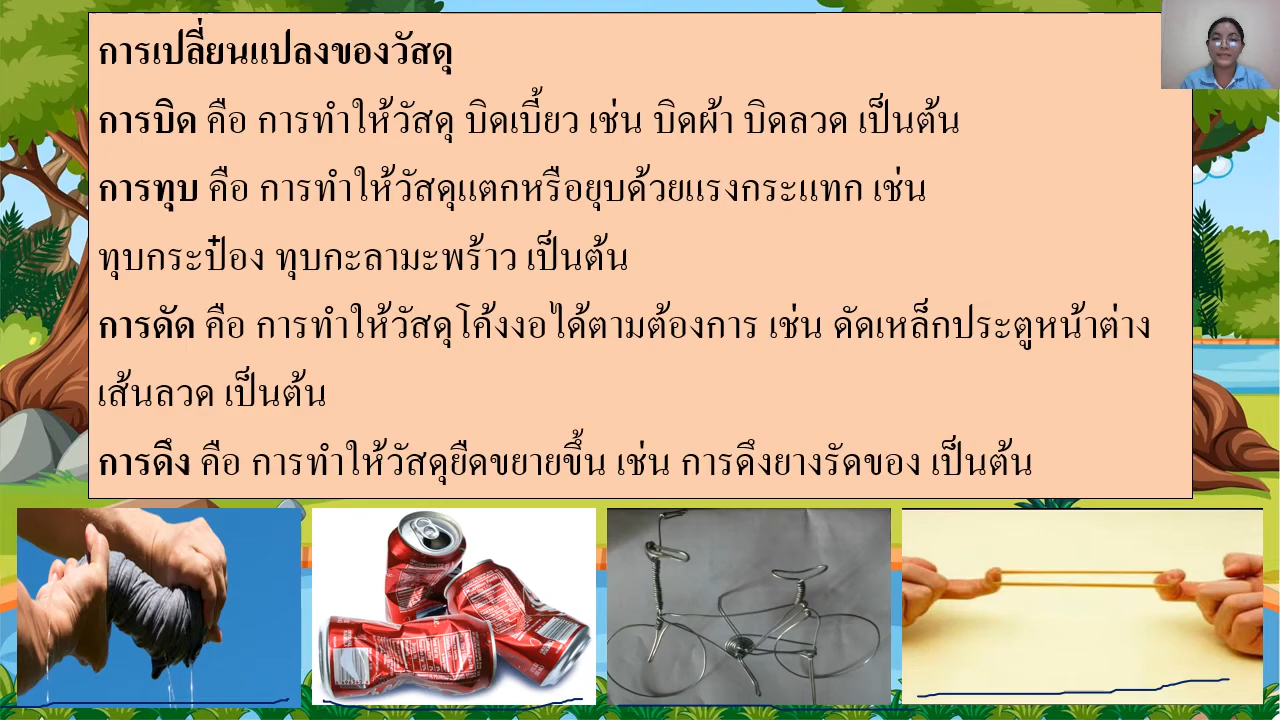 การเปลี่ยนแปลงของวัสดุ
การบิด คือ การทำให้วัสดุ บิดเบี้ยว เช่น บิดผ้า บิดลวด เป็นต้น
การทุบ คือ การทำให้วัสดุแตกหรือยุบด้วยแรงกระแทก เช่น
ทุบกระป๋อง ทุบกะลามะพร้าว เป็นต้น
การดัด คือ การทำให้วัสดุโค้งงอได้ตามต้องการ เช่น ดัดเหล็กประตูหน้าต่าง
เส้นลวด เป็นต้น
การดึง คือ การทำให้วัสดุยืดขยายขึ้น เช่น การดึงยางรัดของ เป็นต้น